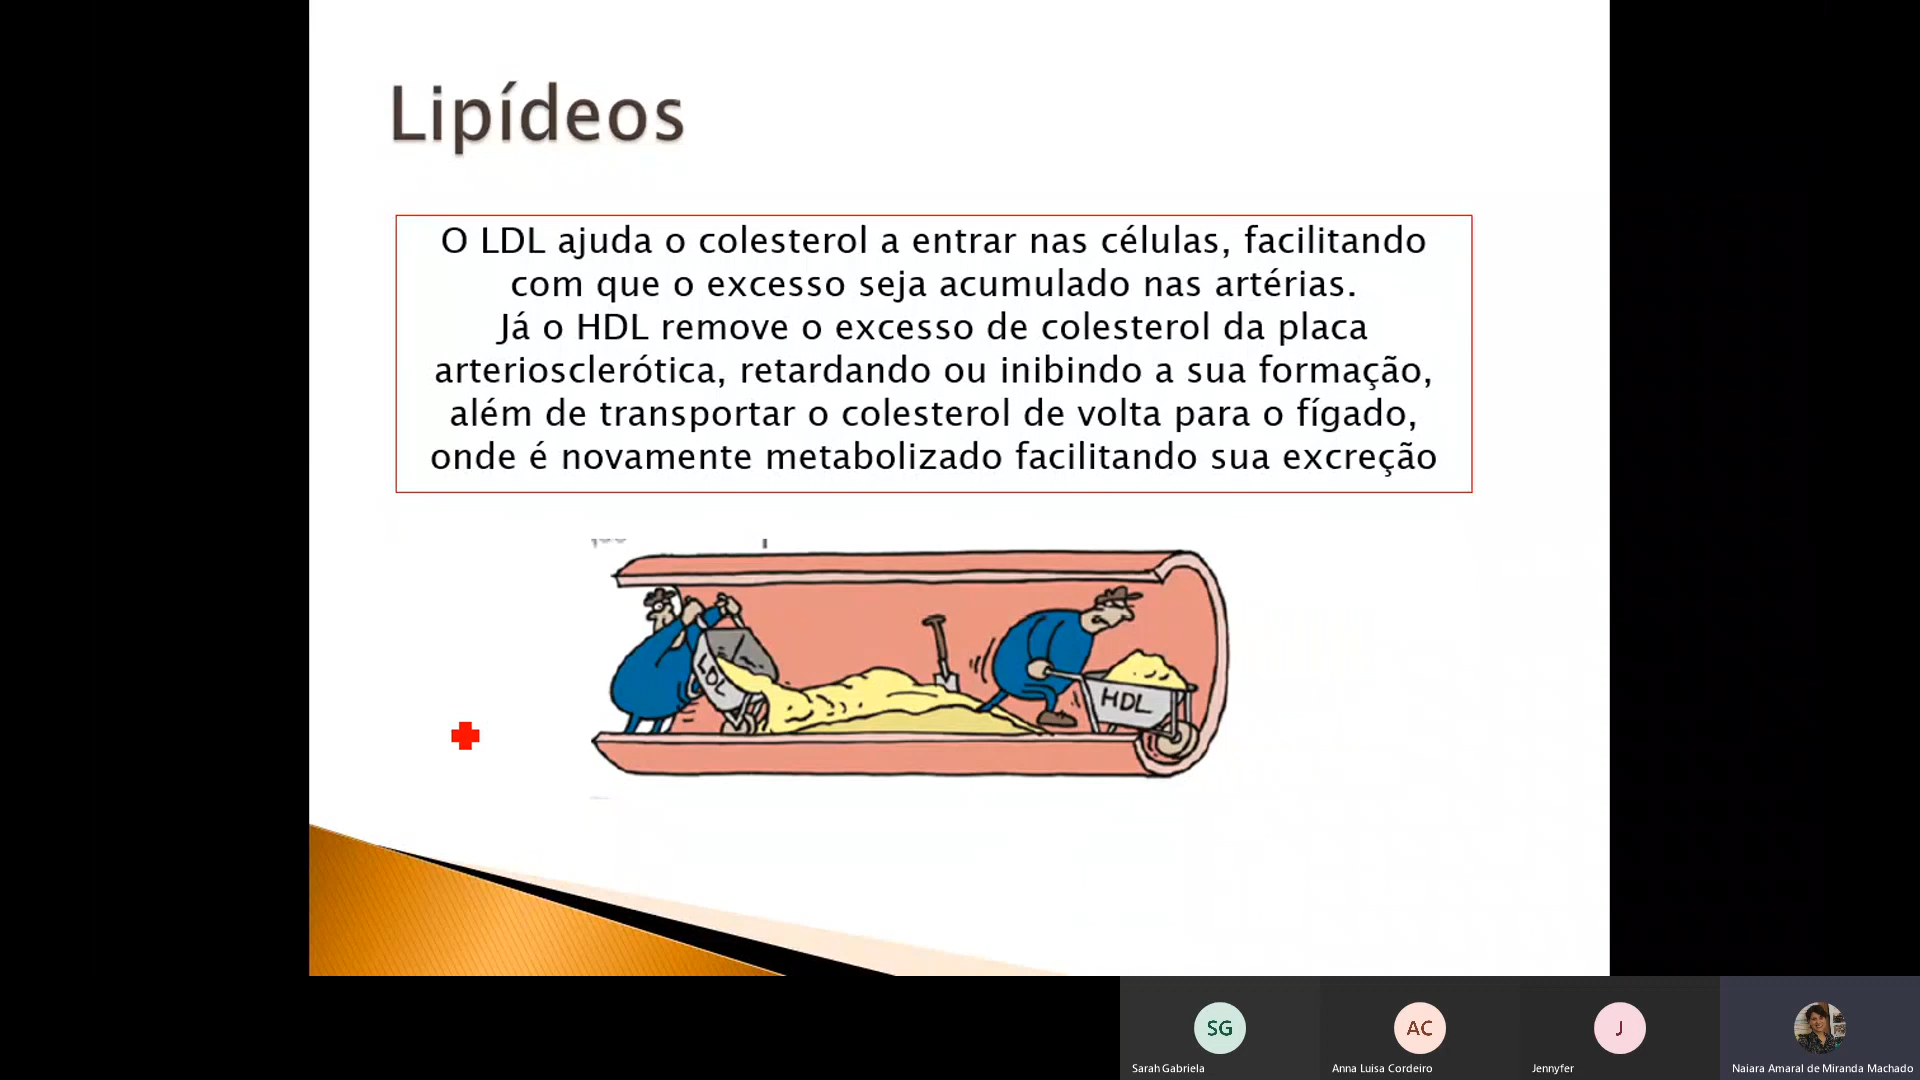 Lipídeos
O LDL ajuda o colesterol a entrar nas células, facilitando
com que o excesso seja acumulado nas artérias.
Já o HDL remove o excesso de colesterol da placa
arteriosclerótica, retardando ou inibindo a sua formação,
além de transportar o colesterol de volta para o fígado,
onde é novamente metabolizado facilitando sua excreção
LDL
HDL
SG
AC
J
Sarah Gabriela
Anna Luisa Cordeiro
Jennyfer
Naiara Amaral de Miranda Machado